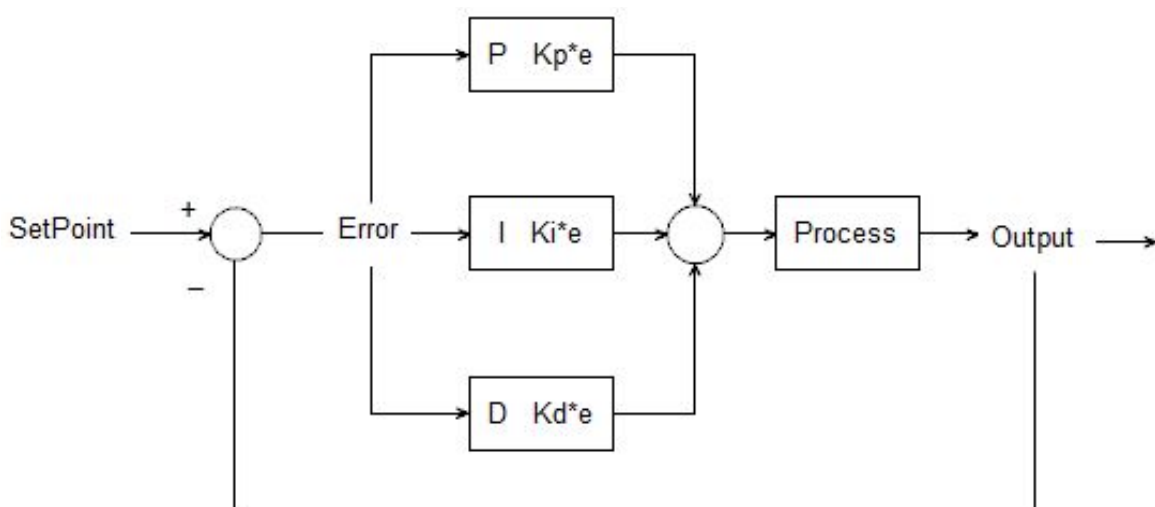 P Kp*e
+
SetPoint
Error
I Ki*e
Process
Output
−
D Kd*e